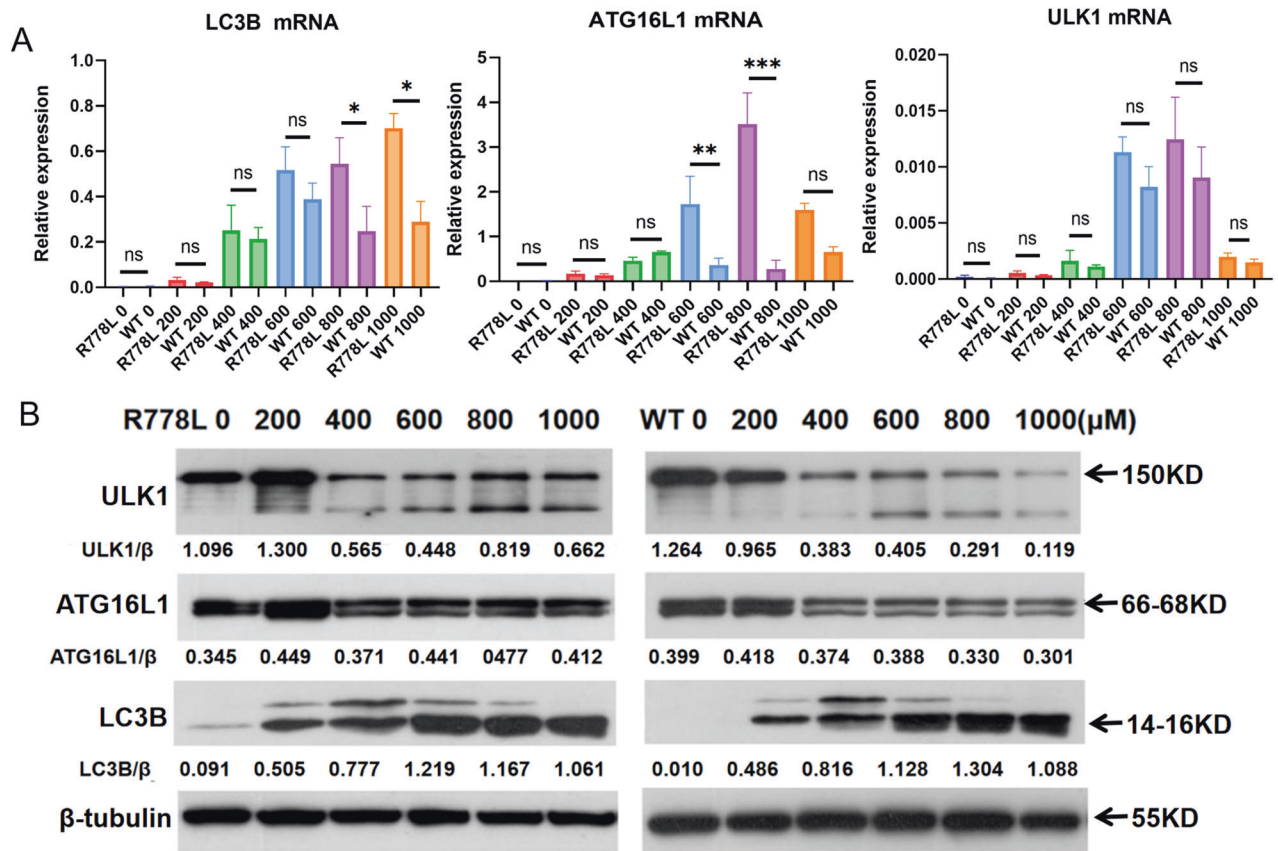 A
LC3B mRNA
Relative expression
1.0
0.8
0.6
0.4
0.2
0.0
ns
ns
ns
ns
*
*
R778L 0
WT 0
R778L 200
WT 200
R778L 400
WT 400
R778L 600
WT 600
R778L 800
WT 800
R778L 1000
WT 1000
ATG16L1 mRNA
Relative expression
5
4
3
2
1
0
ns
ns
ns
**
***
ns
R778L 0
WT 0
R778L 200
WT 200
R778L 400
WT 400
R778L 600
WT 600
R778L 800
WT 800
R778L 1000
WT 1000
ULK1 mRNA
Relative expression
0.020
0.015
0.010
0.005
0.000
ns
ns
ns
ns
ns
ns
R778L 0
WT 0
R778L 200
WT 200
R778L 400
WT 400
R778L 600
WT 600
R778L 800
WT 800
R778L 1000
WT 1000
B
R778L 0 200 400 600 800 1000 WT 0 200 400 600 800 1000(μM)
ULK1 150KD
ULK1/β 1.096 1.300 0.565 0.448 0.819 0.662 1.264 0.965 0.383 0.405 0.291 0.119
ATG16L1 66-68KD
ATG16L1/β 0.345 0.449 0.371 0.441 0477 0.412 0.399 0.418 0.374 0.388 0.330 0.301
LC3B 14-16KD
LC3B/β 0.091 0.505 0.777 1.219 1.167 1.061 0.010 0.486 0.816 1.128 1.304 1.088
β-tubulin 55KD